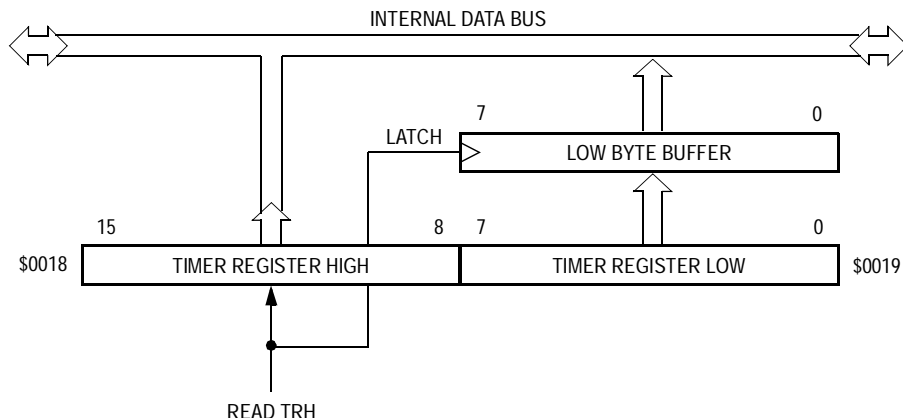 INTERNAL DATA BUS
7 0
LATCH
LOW BYTE BUFFER
15 8 7 0
$0018 TIMER REGISTER HIGH TIMER REGISTER LOW $0019
READ TRH